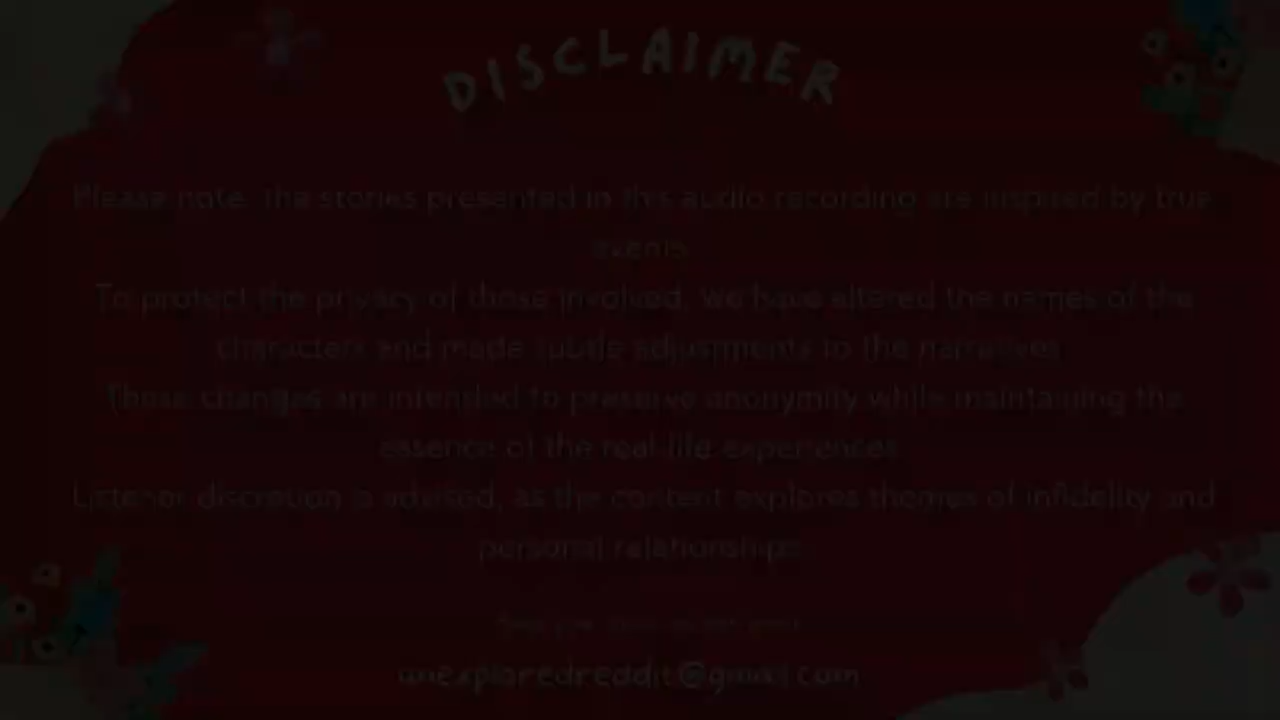 DISCLAIMER
Please note, the stories presented in this audio recording are inspired by true
events.
To protect the privacy of those involved, we have altered the names of the
characters and made subtle adjustments to the narratives.
These changes are intended to preserve anonymity while maintaining the
essence of the real-life experiences.
Listener discretion is advised, as the content explores themes of infidelity and
personal relationships.
unexploredreddit@gmail.com